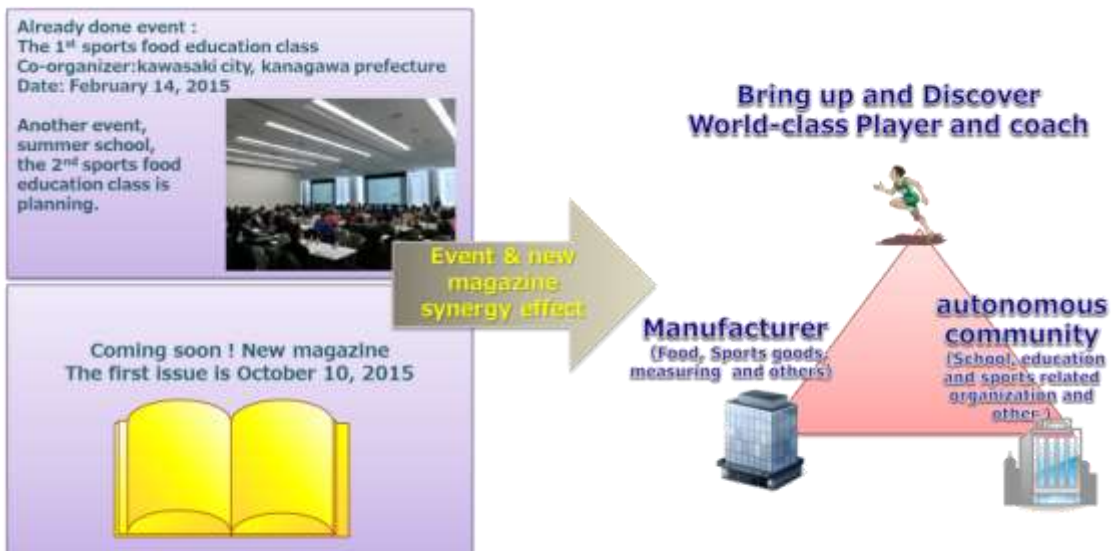 Already done event :
The 1st sports food education class
Co-organizer:kawasaki city, kanagawa prefecture
Date: February 14, 2015
Another event,
summer school,
the 2nd sports food
education class is
planning.
Coming soon ! New magazine
The first issue is October 10, 2015
Event & new
magazine
synergy effect
Bring up and Discover
World-class Player and coach
Manufacturer
(Food, Sports goods,
measuring and others)
autonomous
community
(School, education
and sports related
organization and
other )